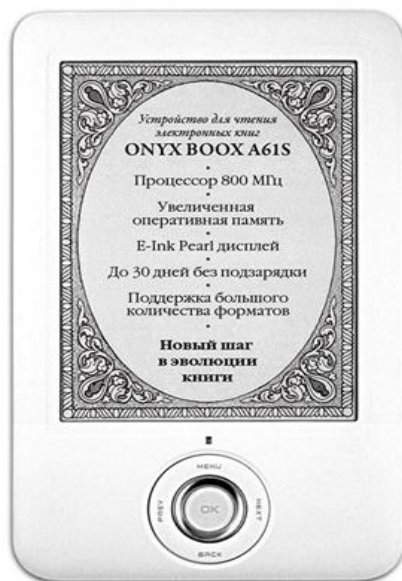 Устройство для чтения
электронных книг
ONYX BOOX A61S
Процессор 800 МГц
Увеличенная
оперативная память
E-Ink Pearl дисплей
До 30 дней без подзарядки
Поддержка большого
количества форматов
Новый шаг
в эволюции
книги
MENU
PREV
OK
NEXT
BACK